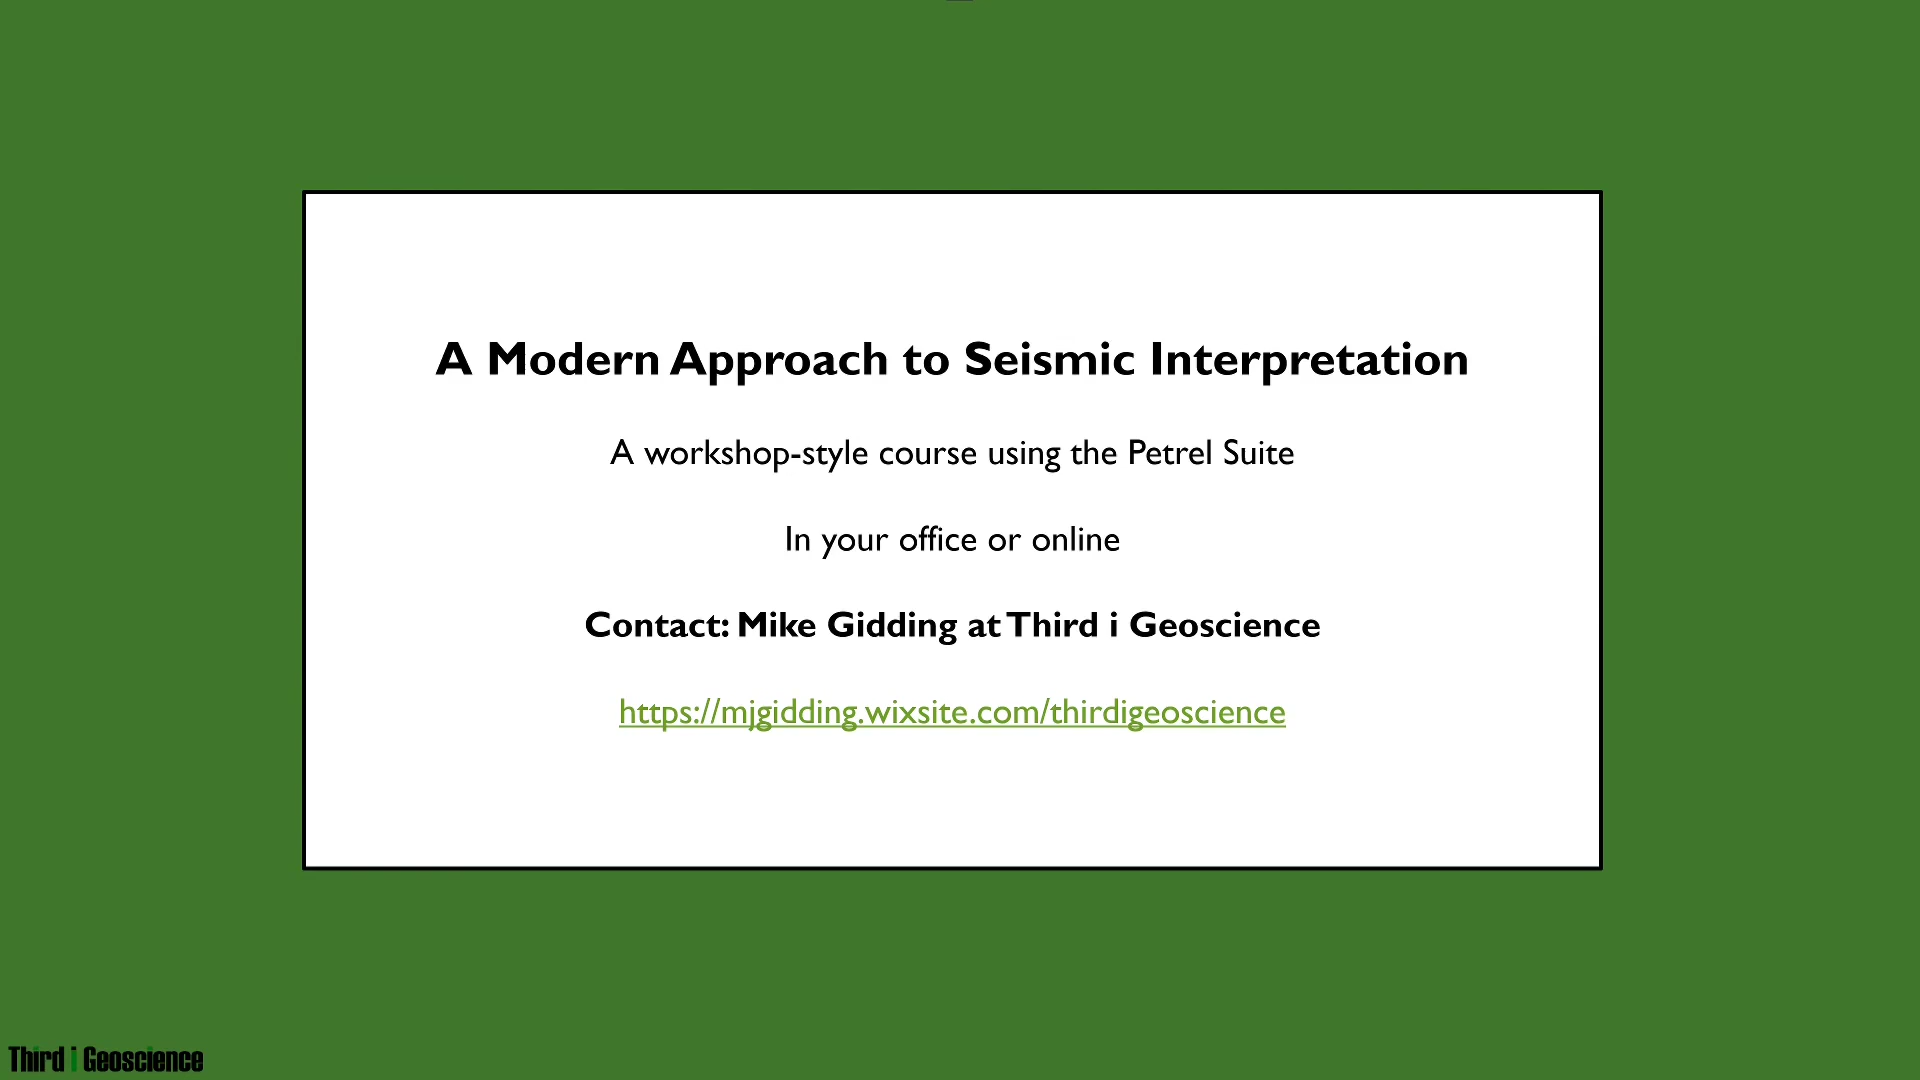 A Modern Approach to Seismic Interpretation
A workshop-style course using the Petrel Suite
In your office or online
Contact: Mike Gidding at Third i Geoscience
https://mjgidding.wixsite.com/thirdigeoscience
Third i Geoscience